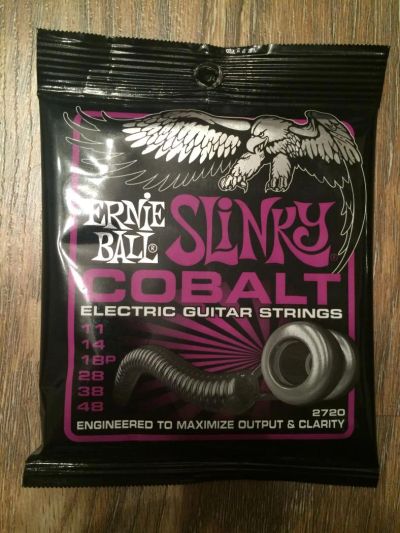 ERNIE BALL® SLINKY®
COBALT
ELECTRIC GUITAR STRINGS
11
14
18P
28
38
48
2720
ENGINEERED TO MAXIMIZE OUTPUT & CLARITY